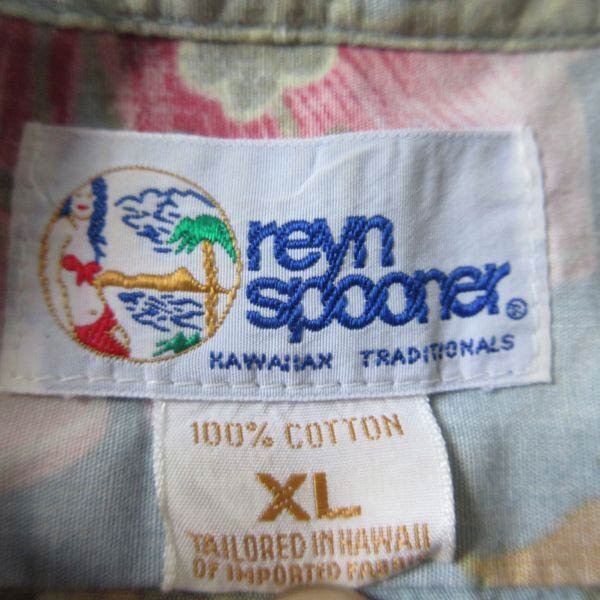 reyn
spooner®
HAWAIIAN TRADITIONALS
100% COTTON
XL
TAILORED IN HAWAII
OF IMPORTED FABRIC